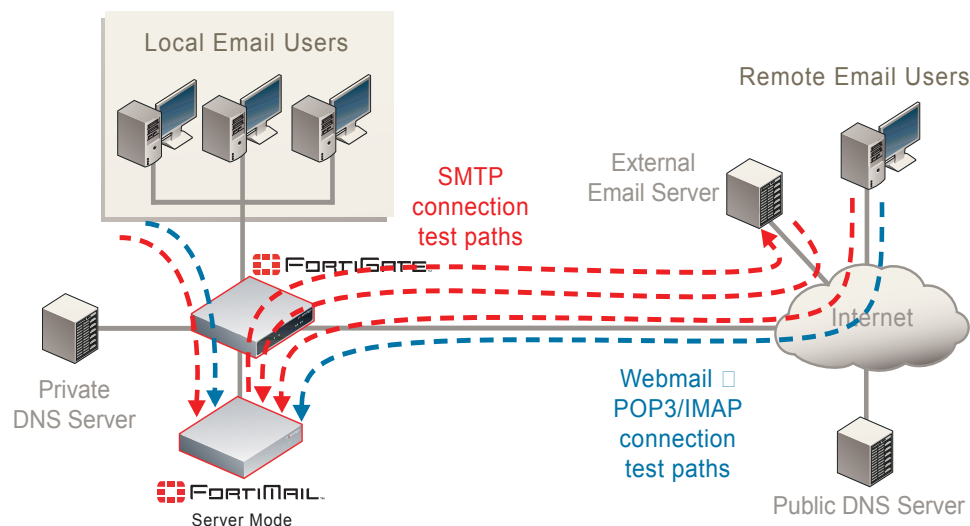 Local Email Users
Remote Email Users
External
Email Server
SMTP
connection
test paths
FORTIGATE
Internet
Private
DNS Server
Webmail □
POP3/IMAP
connection
test paths
FORTIMAIL
Server Mode
Public DNS Server